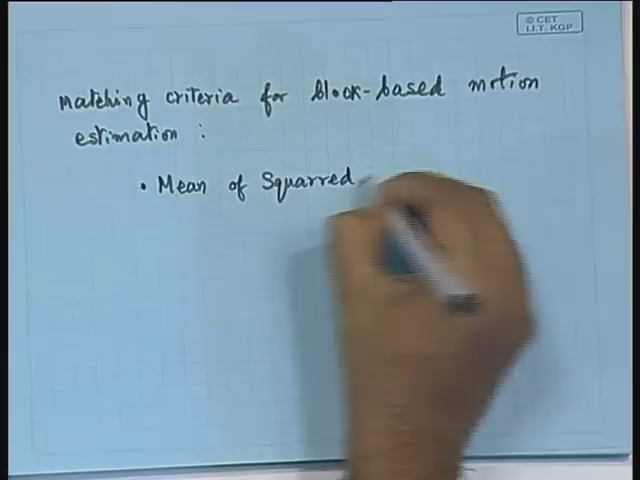 © CET
I.I.T. KGP
Matching criteria for block-based motion
estimation :
• Mean of Squarred